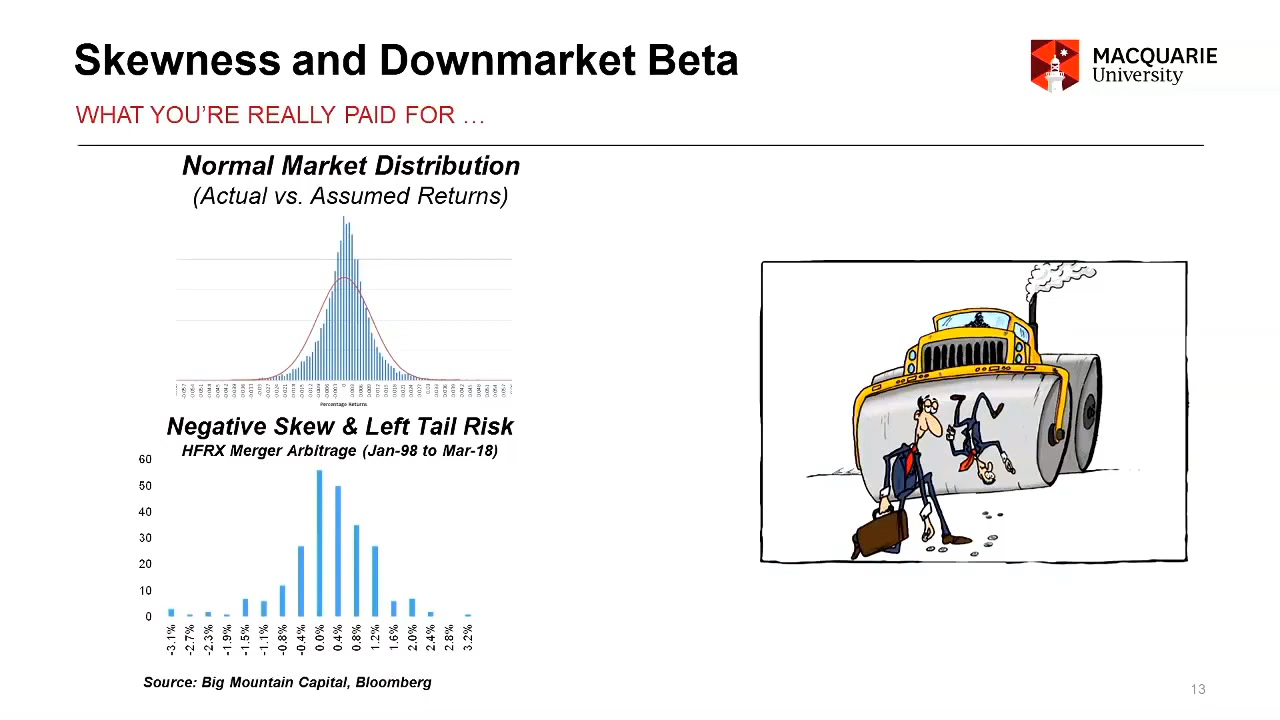 Skewness and Downmarket Beta
MACQUARIE
University
WHAT YOU'RE REALLY PAID FOR …
Normal Market Distribution
(Actual vs. Assumed Returns)
Percentage Returns
Negative Skew & Left Tail Risk
HFRX Merger Arbitrage (Jan-98 to Mar-18)
60
50
40
30
20
10
0
-3.1%
-2.7%
-2.3%
-1.9%
-1.5%
-1.1%
-0.8%
-0.4%
0.0%
0.4%
0.8%
1.2%
1.6%
2.0%
2.4%
2.8%
3.2%
Source: Big Mountain Capital, Bloomberg
13